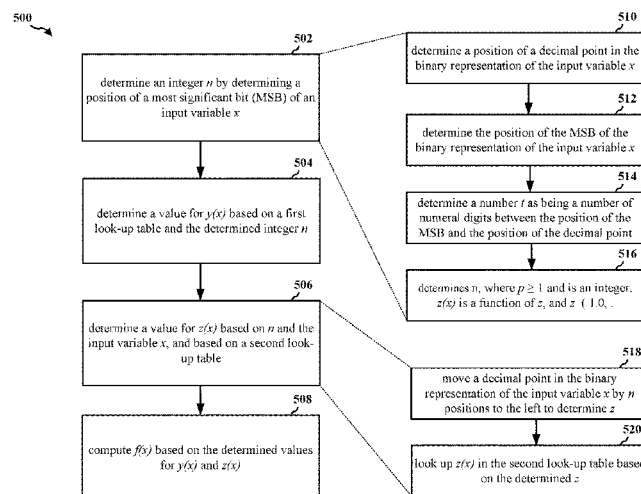 500
502
determine an integer n by determining a
position of a most significant bit (MSB) of an
input variable x
504
determine a value for y(x) based on a first
look-up table and the determined integer n
506
determine a value for z(x) based on n and the
input variable x, and based on a second look-
up table
508
compute f(x) based on the determined values
for y(x) and z(x)
510
determine a position of a decimal point in the
binary representation of the input variable x
512
determine the position of the MSB of the
binary representation of the input variable x
514
determine a number t as being a number of
numeral digits between the position of the
MSB and the position of the decimal point
516
determines n, where p ≥ 1 and is an integer,
z(x) is a function of z, and z ( 1.0, .
518
move a decimal point in the binary
representation of the input variable x by n
positions to the left to determine z
520
look up z(x) in the second look-up table based
on the determined z